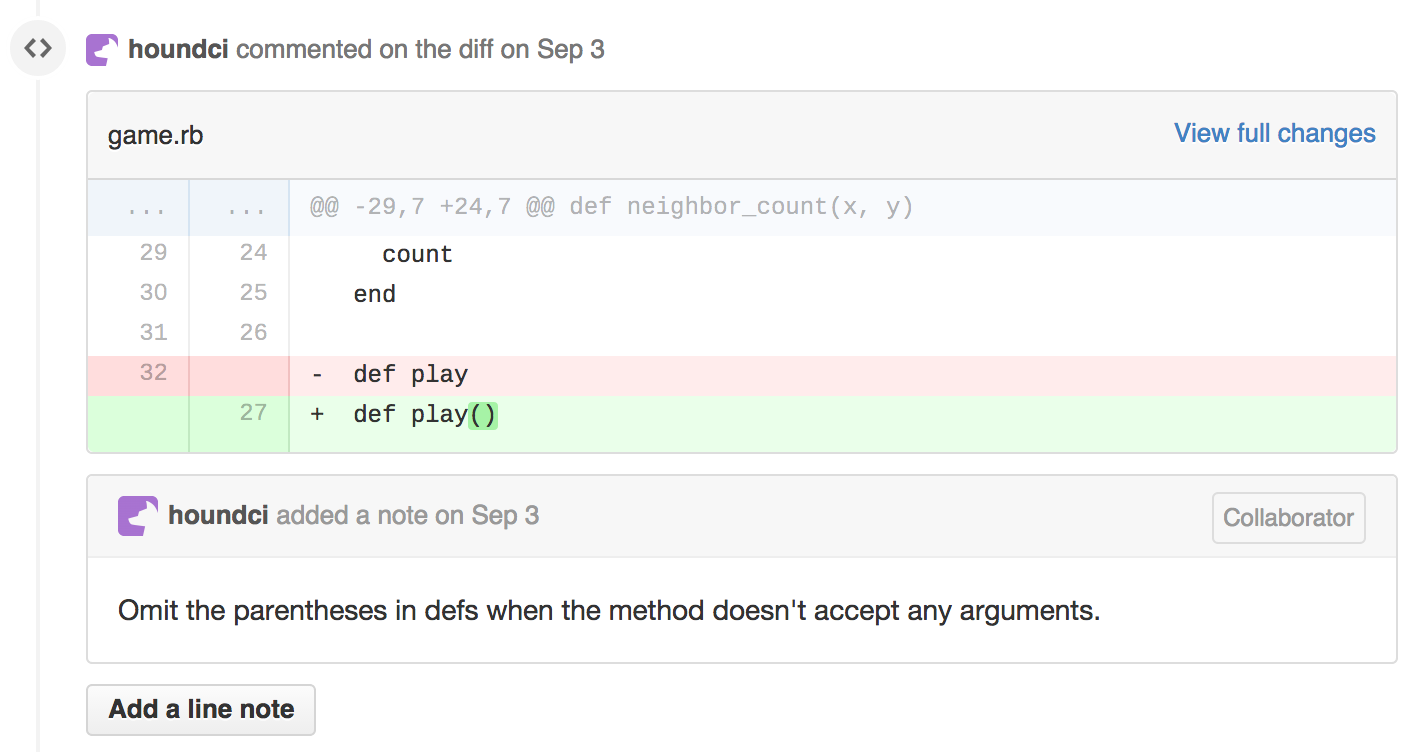 houndci commented on the diff on Sep 3
game.rb View full changes
... ... @@ -29,7 +24,7 @@ def neighbor_count(x, y)
29 24 count
30 25 end
31 26
32 - def play
27 + def play()
houndci added a note on Sep 3 Collaborator
Omit the parentheses in defs when the method doesn't accept any arguments.
Add a line note